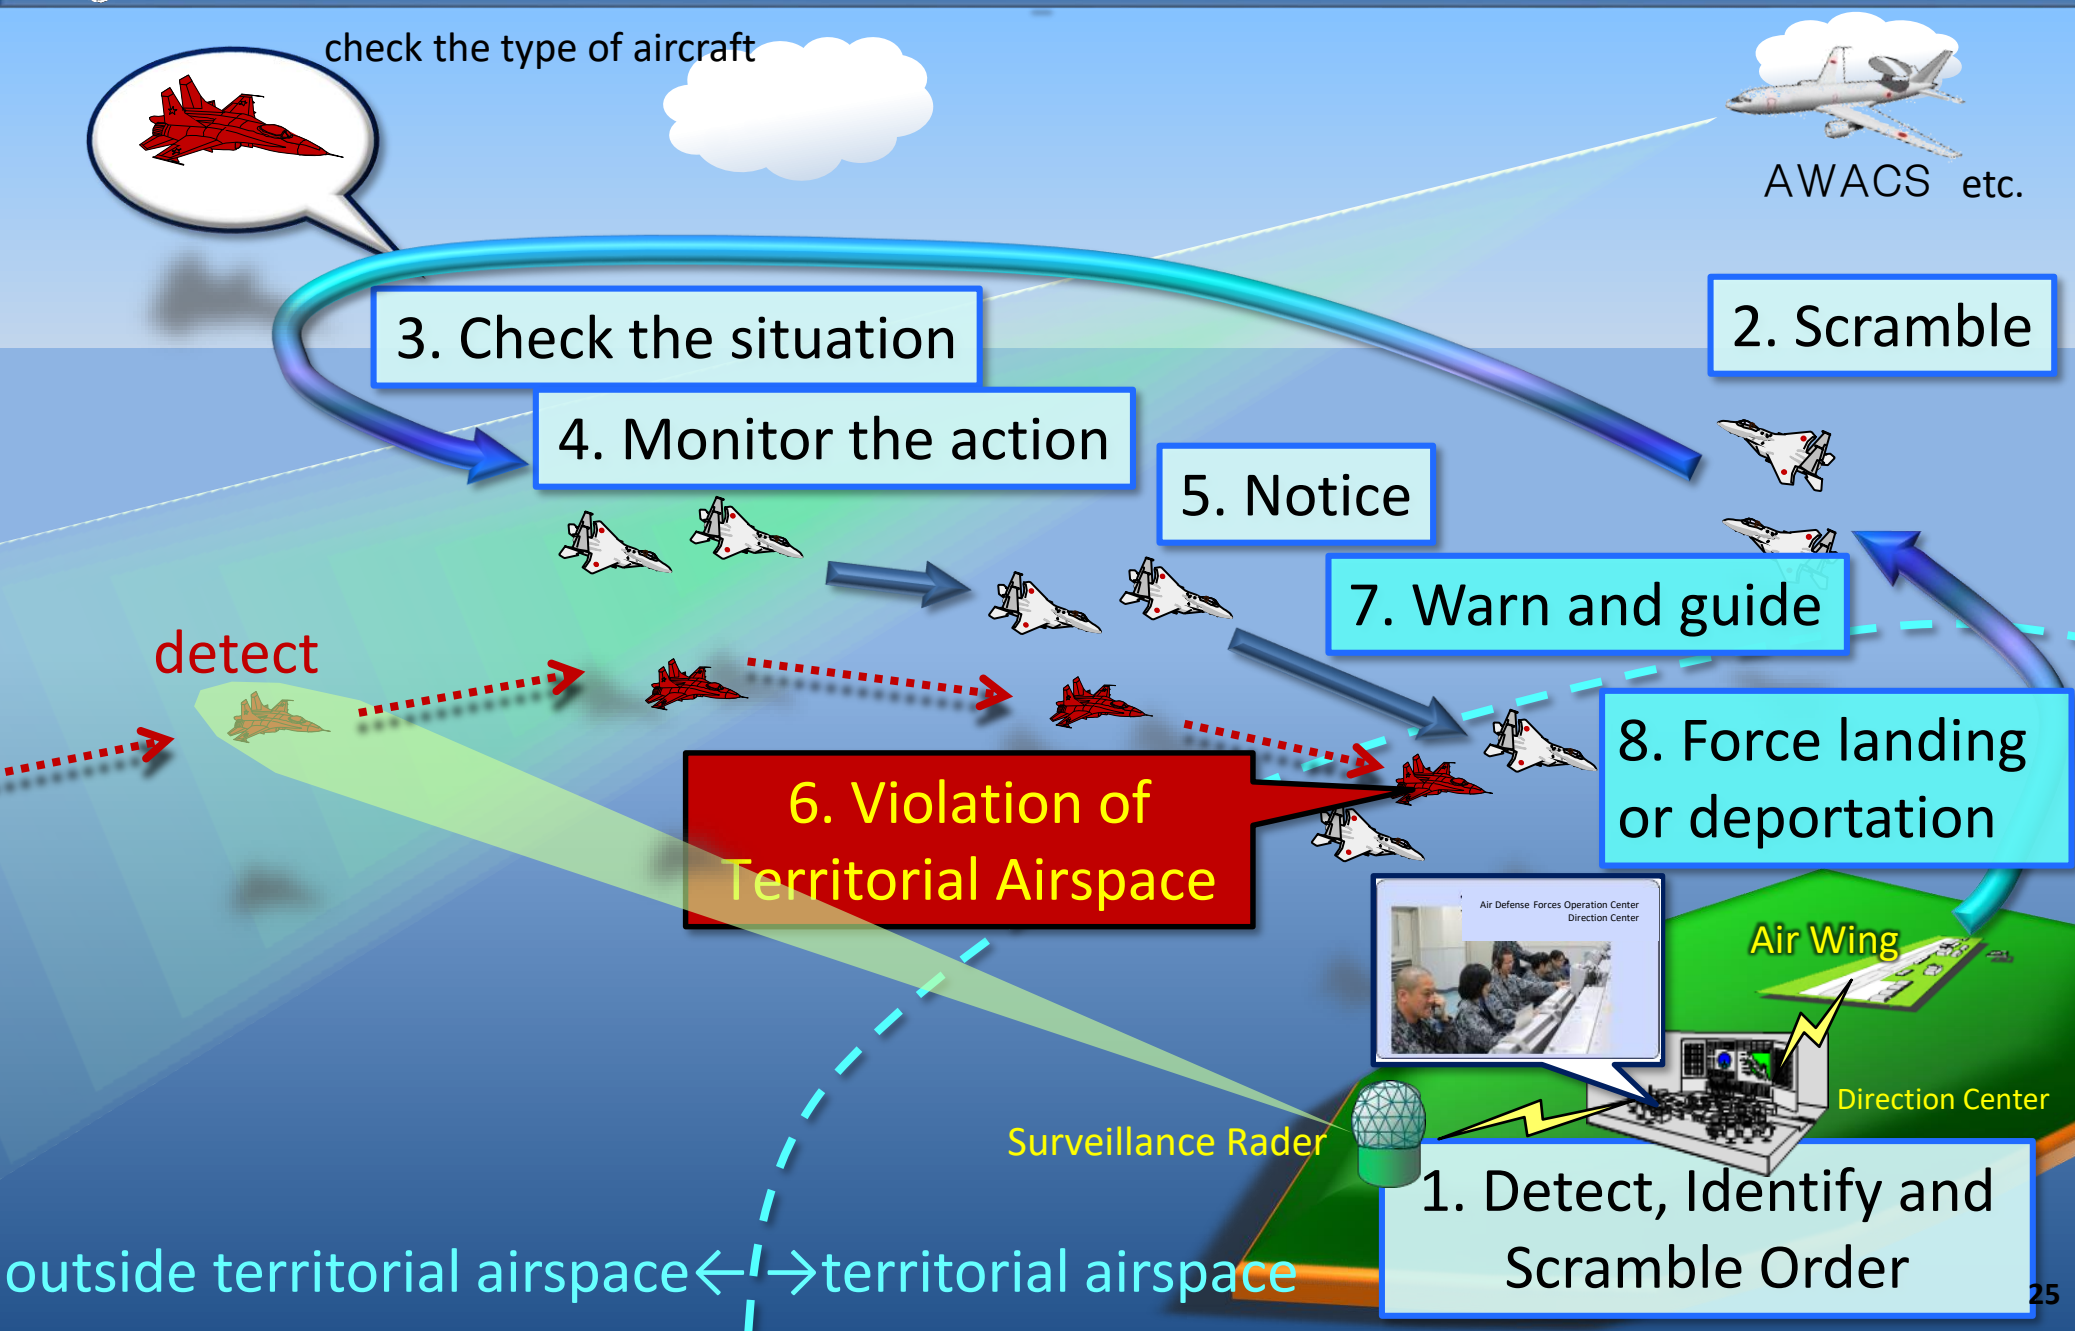 check the type of aircraft
AWACS etc.
2. Scramble
3. Check the situation
4. Monitor the action
5. Notice
7. Warn and guide
detect
8. Force landing
or deportation
6. Violation of
Territorial Airspace
Air Defense Forces Operation Center
Direction Center
Air Wing
Direction Center
Surveillance Rader
1. Detect, Identify and
Scramble Order
outside territorial airspace←→territorial airspace
25